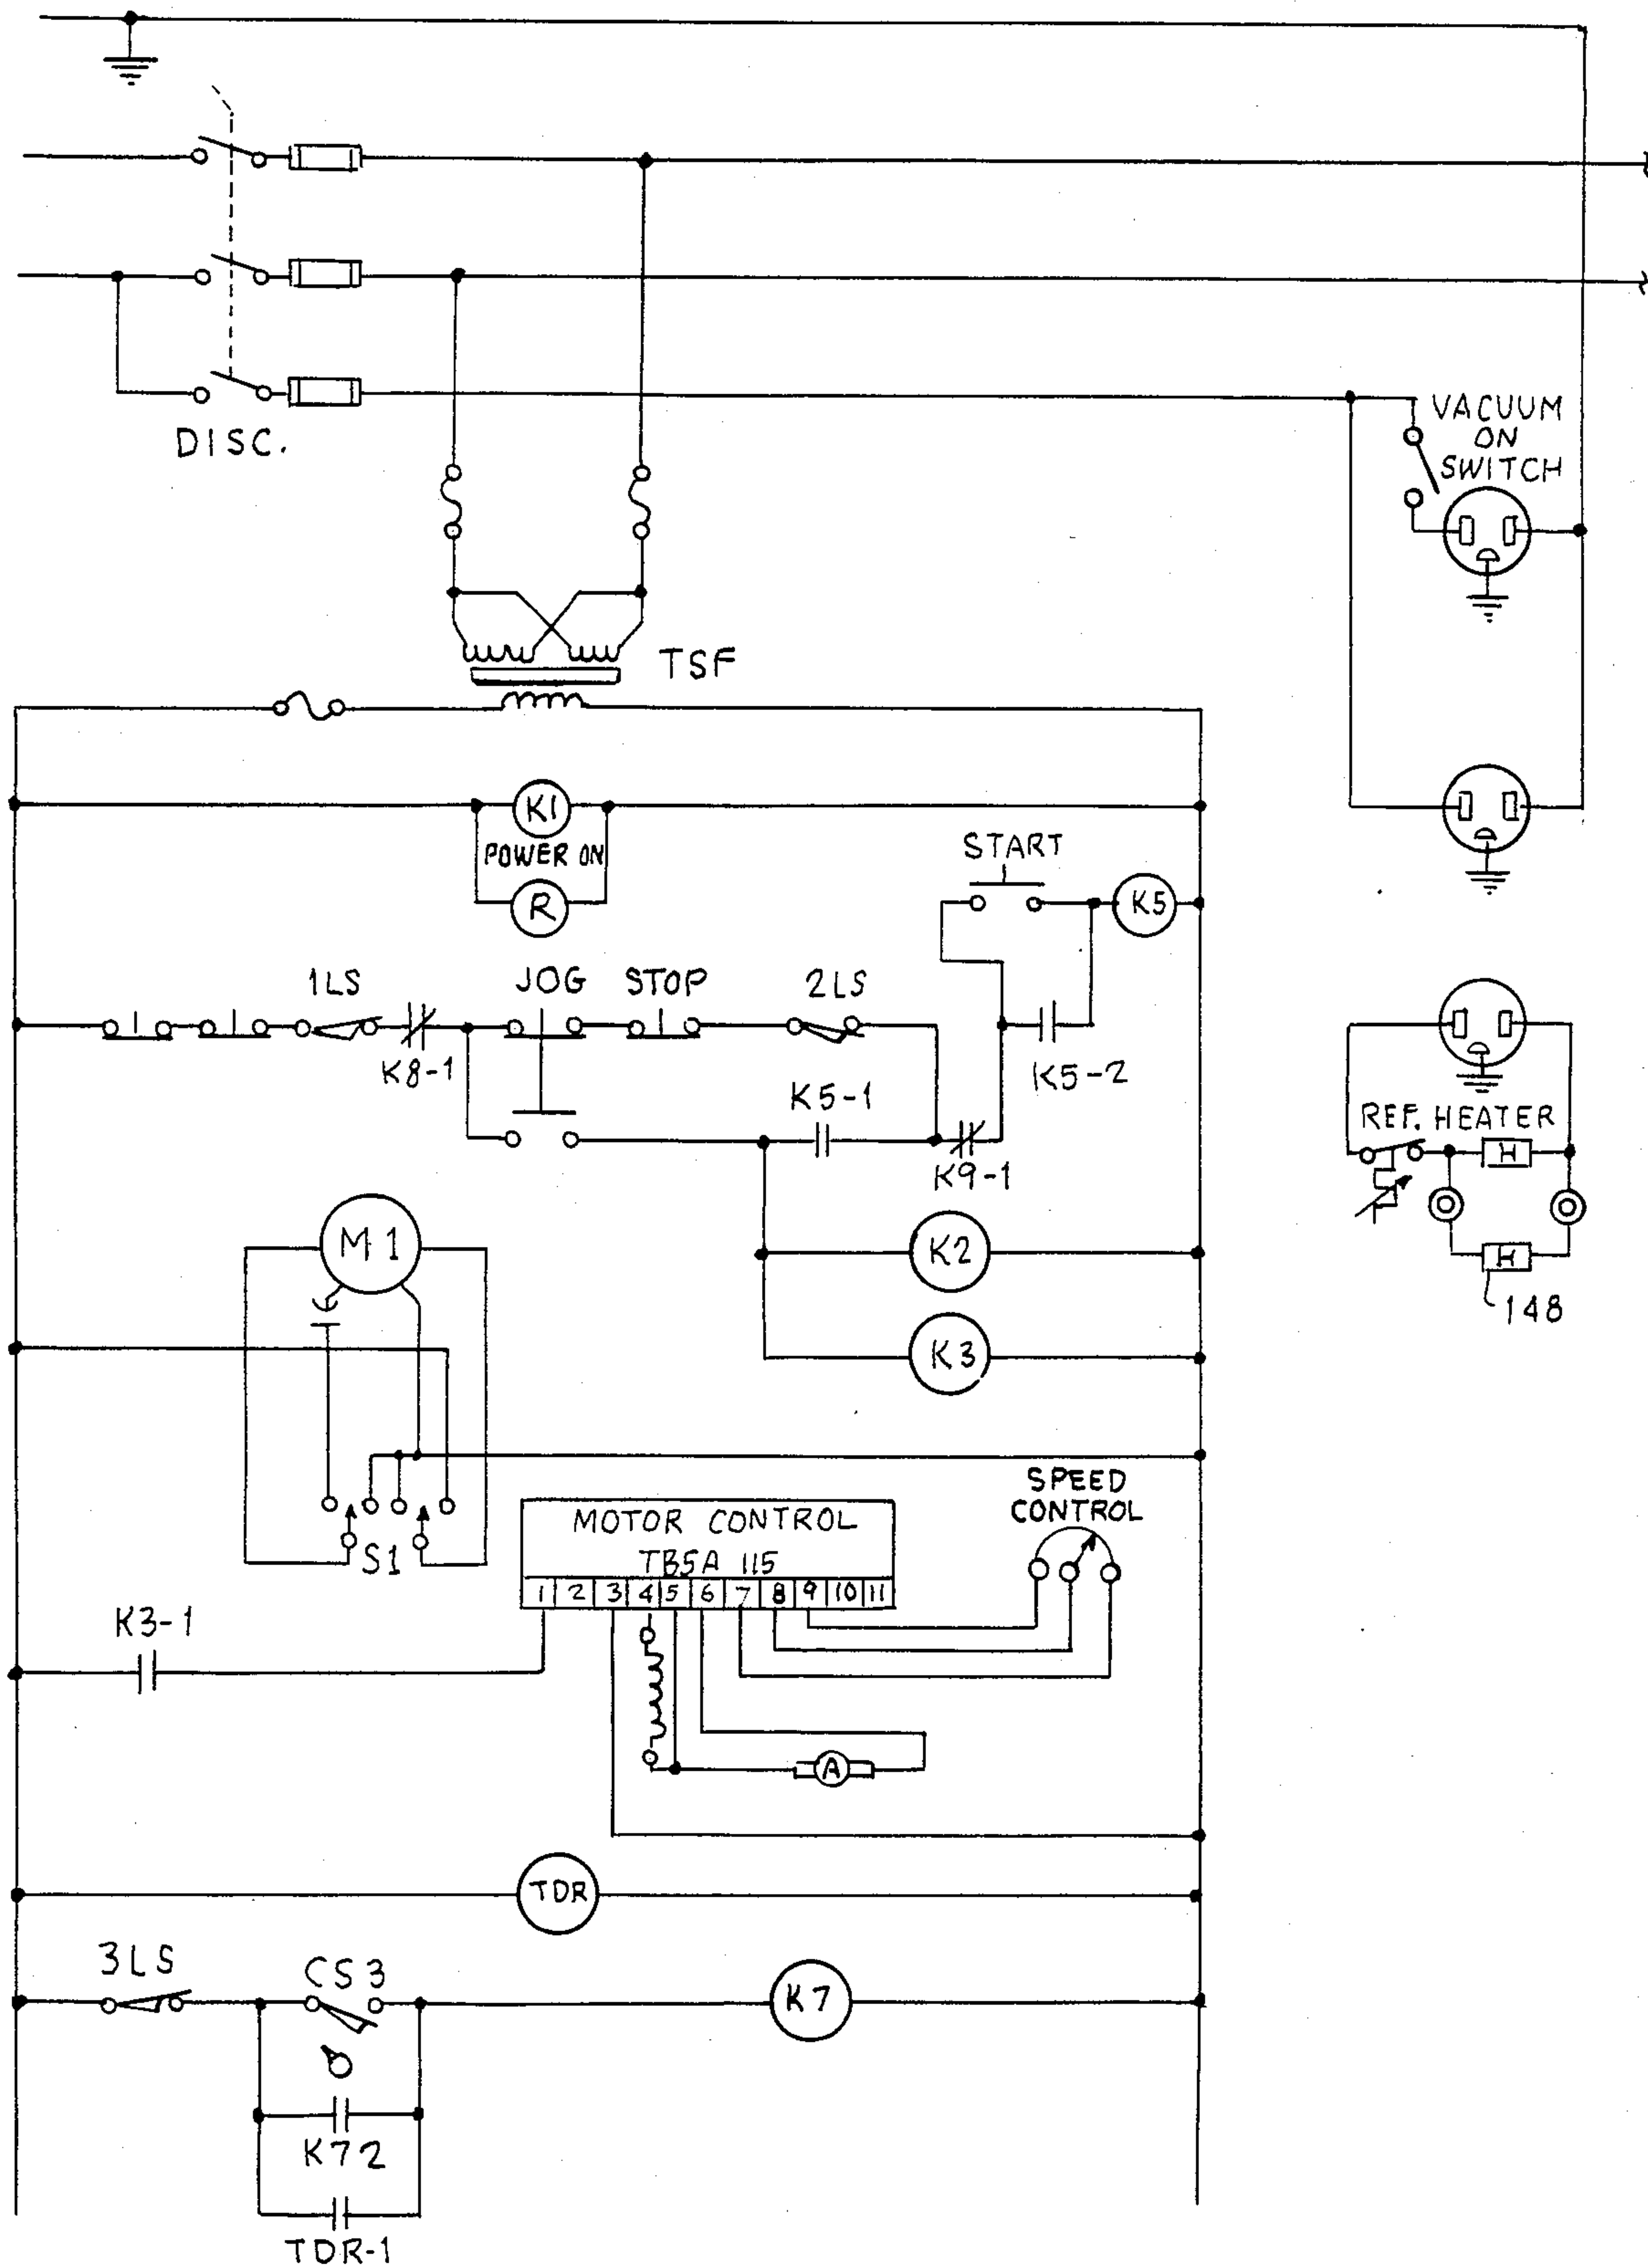 DISC.
VACUUM
ON
SWITCH
TSF
K1
POWER ON
R
START
K5
1LS
JOG
STOP
2LS
K8-1
K5-1
K5-2
K9-1
REF. HEATER
H
H
148
M1
K2
K3
S1
MOTOR CONTROL
TB5A 115
1 2 3 4 5 6 7 8 9 10 11
SPEED
CONTROL
K3-1
A
TDR
3LS
CS3
K7
K72
TDR-1